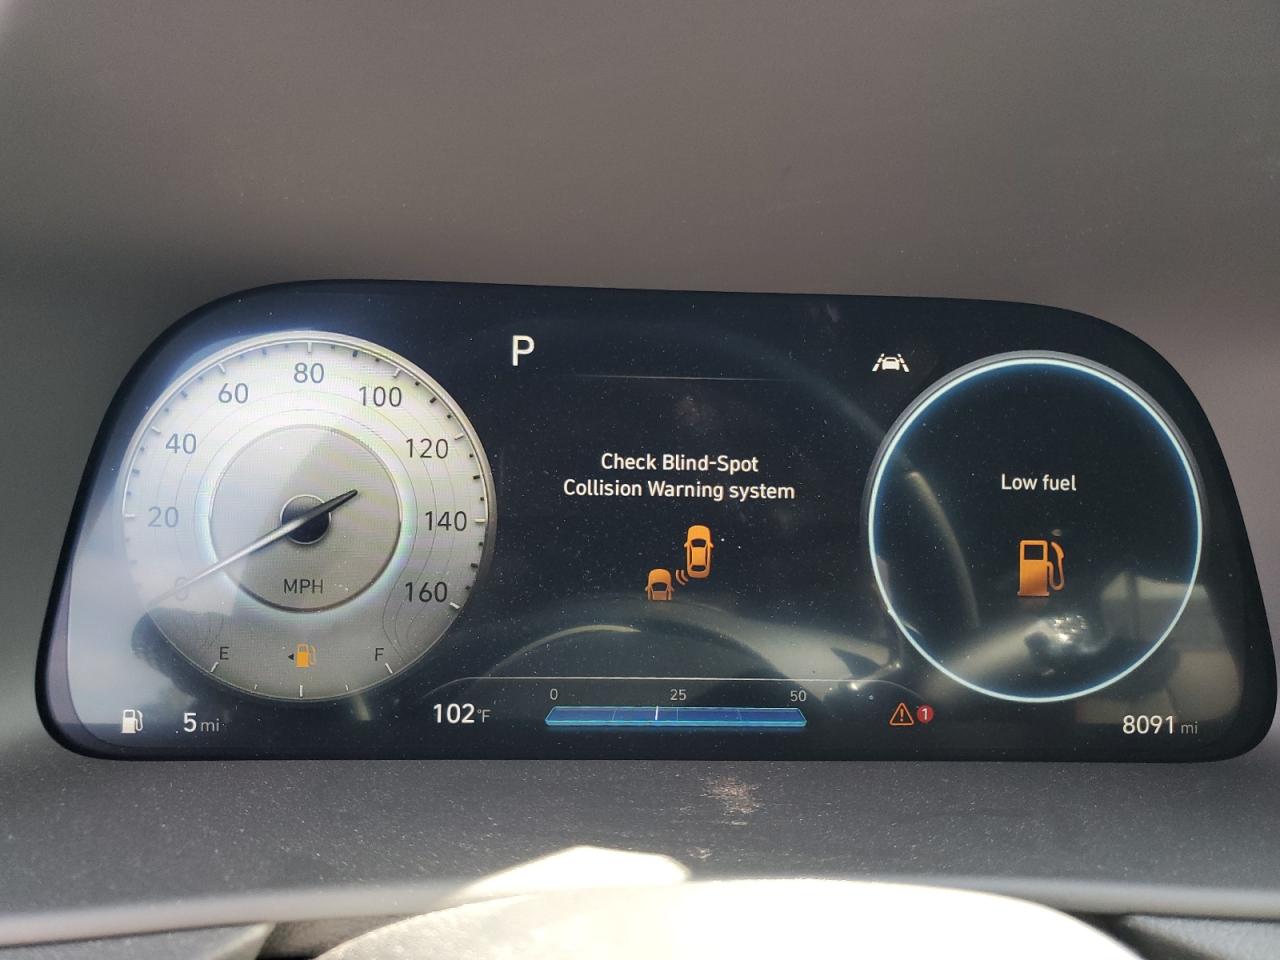 P
0
20
40
60
80
100
120
140
160
MPH
E
F
5 mi
Check Blind-Spot
Collision Warning system
Low fuel
102°F
0 25 50
1
8091 mi